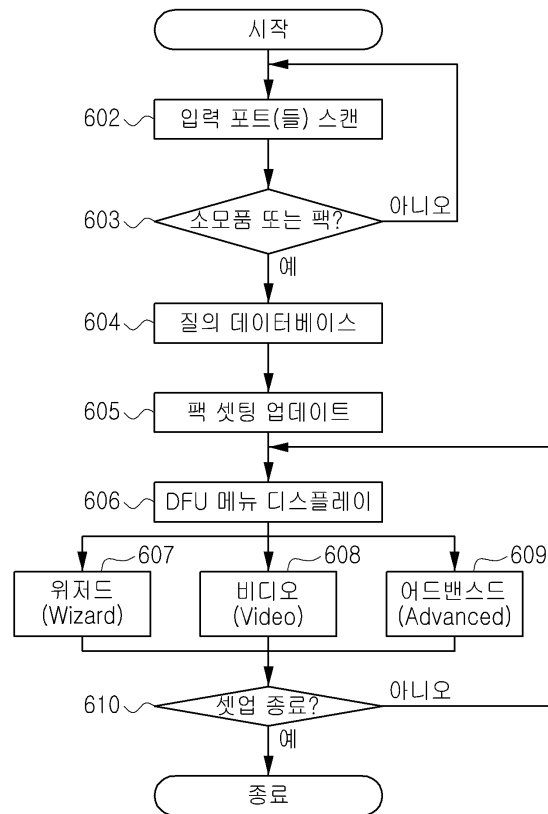 시작
602
입력 포트(들) 스캔
603
소모품 또는 팩?
아니오
예
604
질의 데이터베이스
605
팩 셋팅 업데이트
606
DFU 메뉴 디스플레이
607
608
609
위저드
(Wizard)
비디오
(Video)
어드밴스드
(Advanced)
610
셋업 종료?
아니오
예
종료